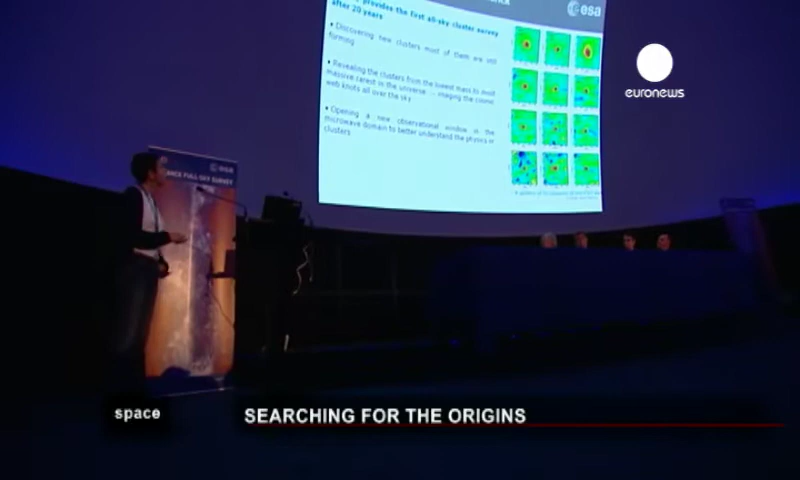 esa
provides the first all-sky cluster survey
after 20 years
• Discovering new clusters most of them are still
forming
• Revealing the clusters from the lowest mass to most
massive rarest in the universe → imaging the cosmic
web knots all over the sky
• Opening a new observational window in the
microwave domain to better understand the physics of
clusters
euronews
esa
FULL-SKY SURVEY
space
SEARCHING FOR THE ORIGINS